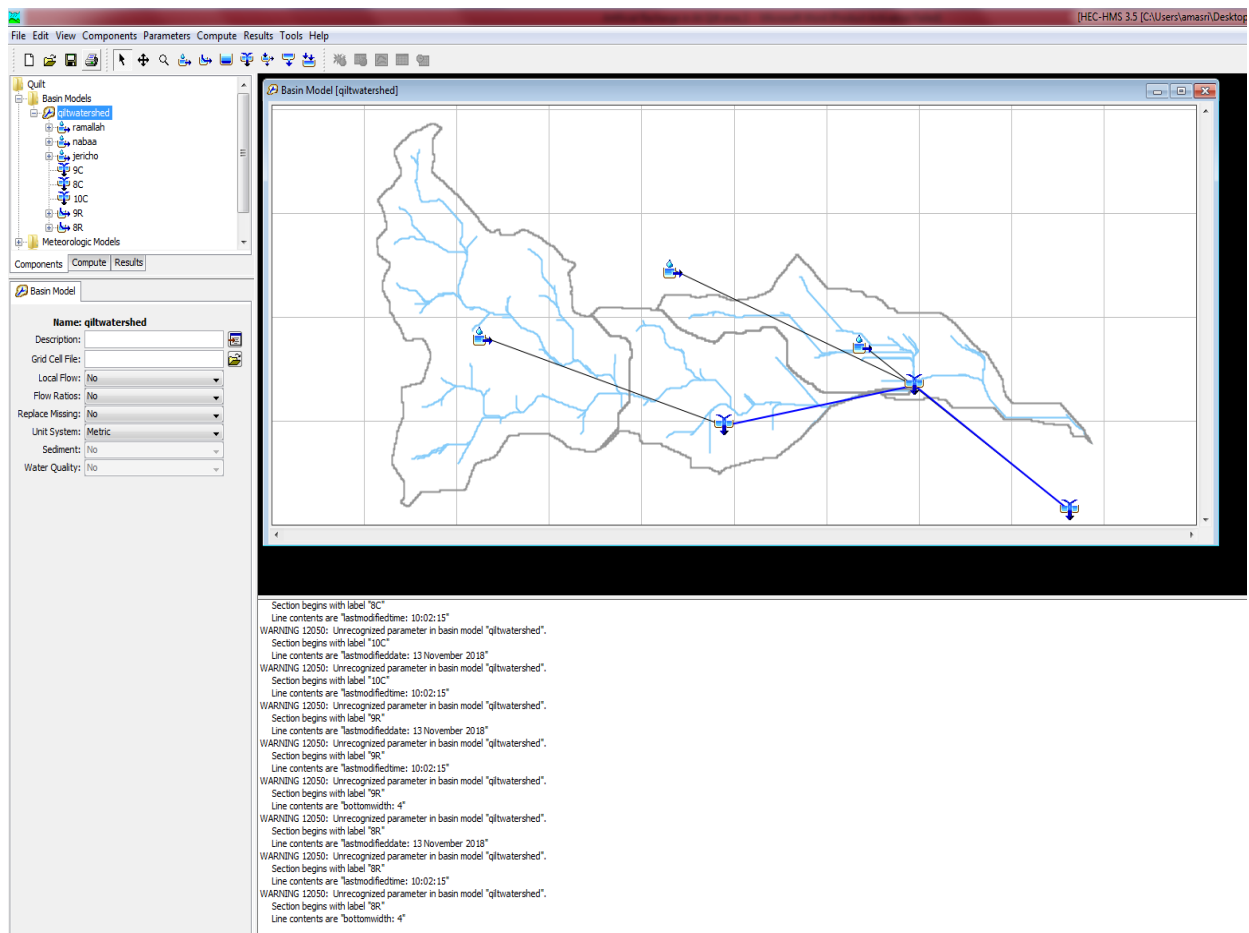 [HEC-HMS 3.5 [C:\Users\amasri\Desktop
File Edit View Components Parameters Compute Results Tools Help
Quilt
Basin Models
qiltwatershed
ramallah
nabaa
jericho
9C
8C
10C
9R
8R
Meteorologic Models
Components Compute Results
Basin Model
Name: qiltwatershed
Description:
Grid Cell File:
Local Flow: No
Flow Ratios: No
Replace Missing: No
Unit System: Metric
Sediment: No
Water Quality: No
Basin Model [qiltwatershed]
Section begins with label "8C"
Line contents are "lastmodifiedtime: 10:02:15"
WARNING 12050: Unrecognized parameter in basin model "qiltwatershed".
Section begins with label "10C"
Line contents are "lastmodifieddate: 13 November 2018"
WARNING 12050: Unrecognized parameter in basin model "qiltwatershed".
Section begins with label "10C"
Line contents are "lastmodifiedtime: 10:02:15"
WARNING 12050: Unrecognized parameter in basin model "qiltwatershed".
Section begins with label "9R"
Line contents are "lastmodifieddate: 13 November 2018"
WARNING 12050: Unrecognized parameter in basin model "qiltwatershed".
Section begins with label "9R"
Line contents are "lastmodifiedtime: 10:02:15"
WARNING 12050: Unrecognized parameter in basin model "qiltwatershed".
Section begins with label "9R"
Line contents are "bottomwidth: 4"
WARNING 12050: Unrecognized parameter in basin model "qiltwatershed".
Section begins with label "8R"
Line contents are "lastmodifieddate: 13 November 2018"
WARNING 12050: Unrecognized parameter in basin model "qiltwatershed".
Section begins with label "8R"
Line contents are "lastmodifiedtime: 10:02:15"
WARNING 12050: Unrecognized parameter in basin model "qiltwatershed".
Section begins with label "8R"
Line contents are "bottomwidth: 4"